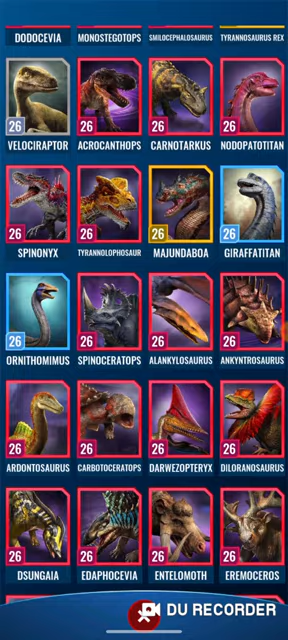 DODOCEVIA MONOSTEGOTOPS SMILOCEPHALOSAURUS TYRANNOSAURUS REX
26 26 26 26
VELOCIRAPTOR ACROCANTHOPS CARNOTARKUS NODOPATOTITAN
26 26 26 26
SPINONYX TYRANNOLOPHOSAUR MAJUNDABOA GIRAFFATITAN
26 26 26 26
ORNITHOMIMUS SPINOCERATOPS ALANKYLOSAURUS ANKYNTROSAURUS
26 26 26 26
ARDONTOSAURUS CARBOTOCERATOPS DARWEZOPTERYX DILORANOSAURUS
26 26 26 26
DSUNGAIA EDAPHOCEVIA ENTELOMOTH EREMOCEROS
DU RECORDER